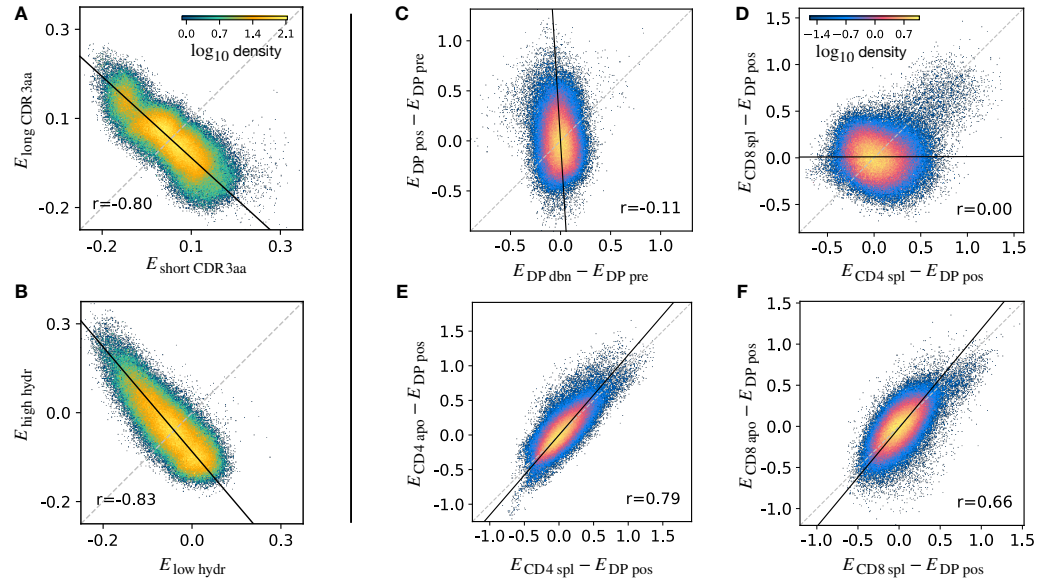 A
0.0 0.7 1.4 2.1
log10 density
0.3
0.1
-0.2
E long CDR3aa
r=-0.80
-0.2 0.1 0.3
E short CDR3aa
B
0.3
0.0
-0.2
E high hydr
r=-0.83
-0.2 0.0 0.3
E low hydr
C
1.0
0.5
0.0
−0.5
E DP pos − E DP pre
r=-0.11
−0.5 0.0 0.5 1.0
E DP dbn − E DP pre
D
−1.4 −0.7 0.0 0.7
log10 density
1.5
1.0
0.5
0.0
−0.5
E CD8 spl − E DP pos
r=0.00
−0.5 0.0 0.5 1.0 1.5
E CD4 spl − E DP pos
E
1.5
1.0
0.5
0.0
−0.5
−1.0
E CD4 apo − E DP pos
r=0.79
−1.0 −0.5 0.0 0.5 1.0 1.5
E CD4 spl − E DP pos
F
1.5
1.0
0.5
0.0
−0.5
−1.0
E CD8 apo − E DP pos
r=0.66
−1.0 −0.5 0.0 0.5 1.0 1.5
E CD8 spl − E DP pos